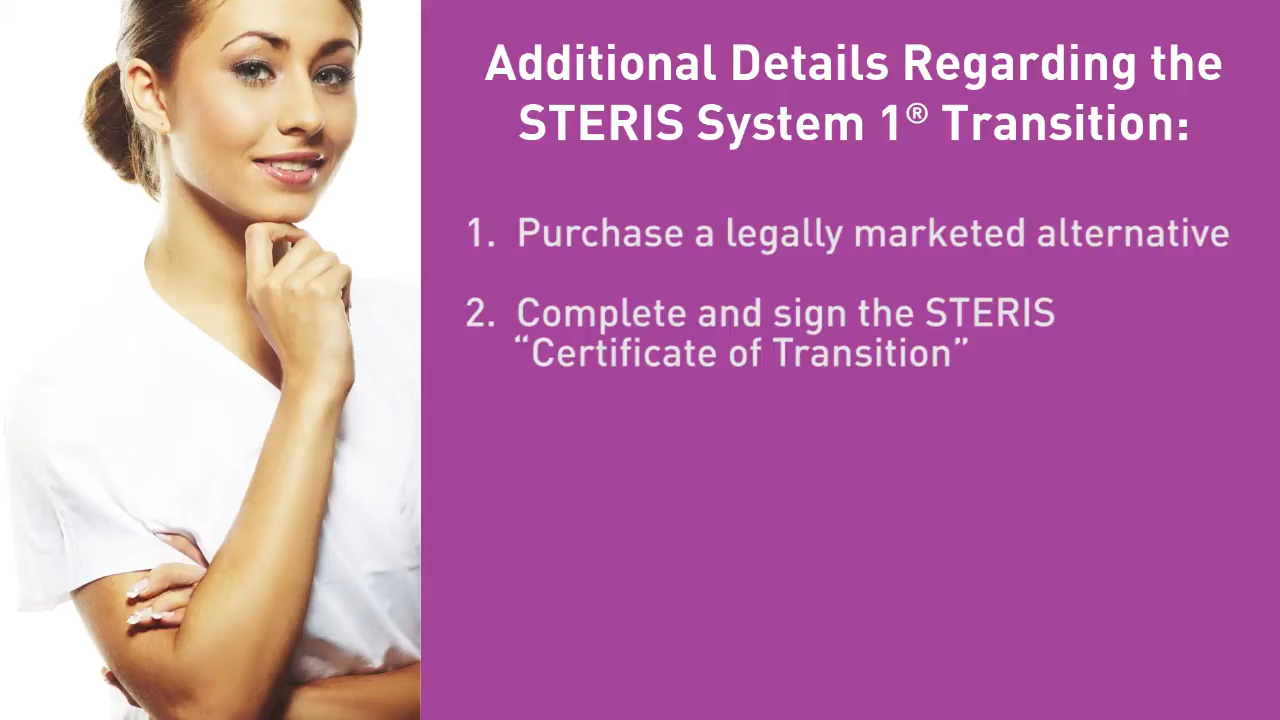 Additional Details Regarding the
STERIS System 1® Transition:
1. Purchase a legally marketed alternative
2. Complete and sign the STERIS
“Certificate of Transition”